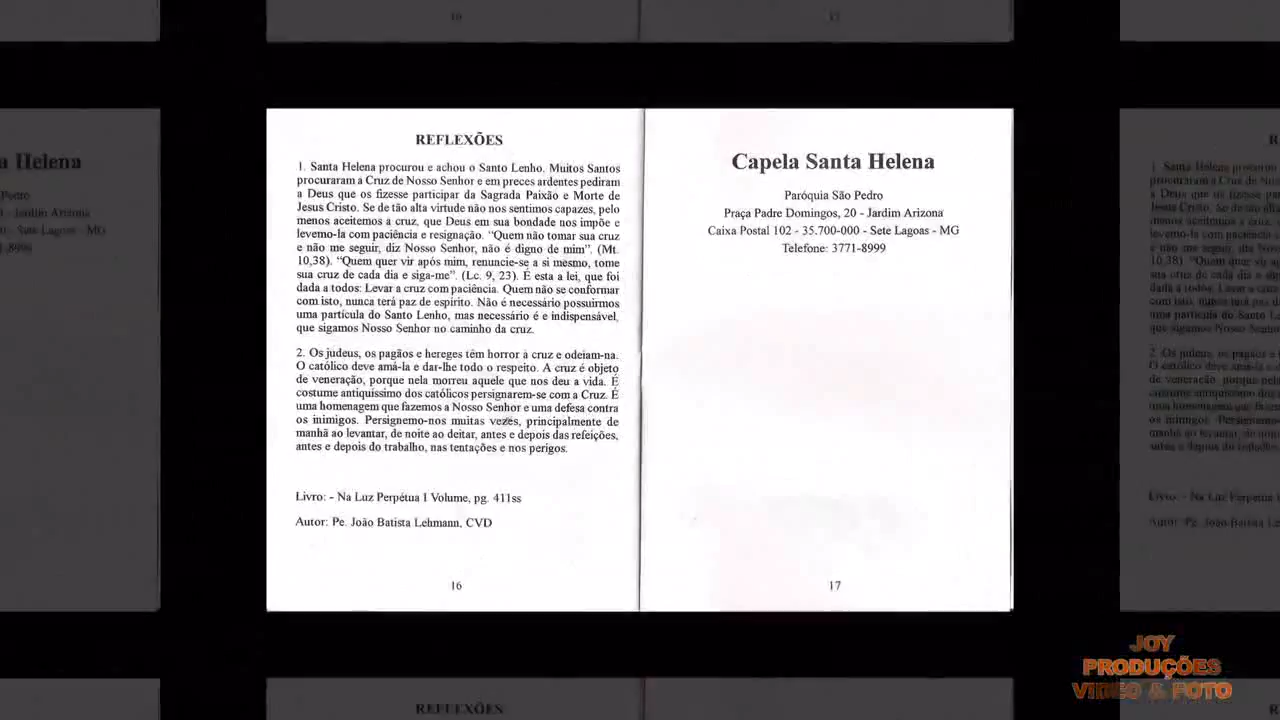 REFLEXÕES
1. Santa Helena procurou e achou o Santo Lenho. Muitos Santos
procuraram a Cruz de Nosso Senhor e em preces ardentes pediram
a Deus que os fizesse participar da Sagrada Paixão e Morte de
Jesus Cristo. Se de tão alta virtude não nos sentimos capazes, pelo
menos aceitemos a cruz, que Deus em sua bondade nos impõe e
levemo-la com paciência e resignação. “Quem não tomar sua cruz
e não me seguir, diz Nosso Senhor, não é digno de mim”. (Mt.
10,38). “Quem quer vir após mim, renuncie-se a si mesmo, tome
sua cruz de cada dia e siga-me”. (Lc. 9, 23). É esta a lei, que foi
dada a todos: Levar a cruz com paciência. Quem não se conformar
com isto, nunca terá paz de espírito. Não é necessário possuirmos
uma partícula do Santo Lenho, mas necessário é e indispensável,
que sigamos Nosso Senhor no caminho da cruz.
2. Os judeus, os pagãos e hereges têm horror à cruz e odeiam-na.
O católico deve amá-la e dar-lhe todo o respeito. A cruz é objeto
de veneração, porque nela morreu aquele que nos deu a vida. É
costume antiquíssimo dos católicos persignarem-se com a Cruz. É
uma homenagem que fazemos a Nosso Senhor e uma defesa contra
os inimigos. Persignemo-nos muitas vezes, principalmente de
manhã ao levantar, de noite ao deitar, antes e depois das refeições,
antes e depois do trabalho, nas tentações e nos perigos.
Livro: - Na Luz Perpétua I Volume, pg. 411ss
Autor: Pe. João Batista Lehmann, CVD
16
Capela Santa Helena
Paróquia São Pedro
Praça Padre Domingos, 20 - Jardim Arizona
Caixa Postal 102 - 35.700-000 - Sete Lagoas - MG
Telefone: 3771-8999
17
JOY
PRODUÇÕES
VIDEO & FOTO